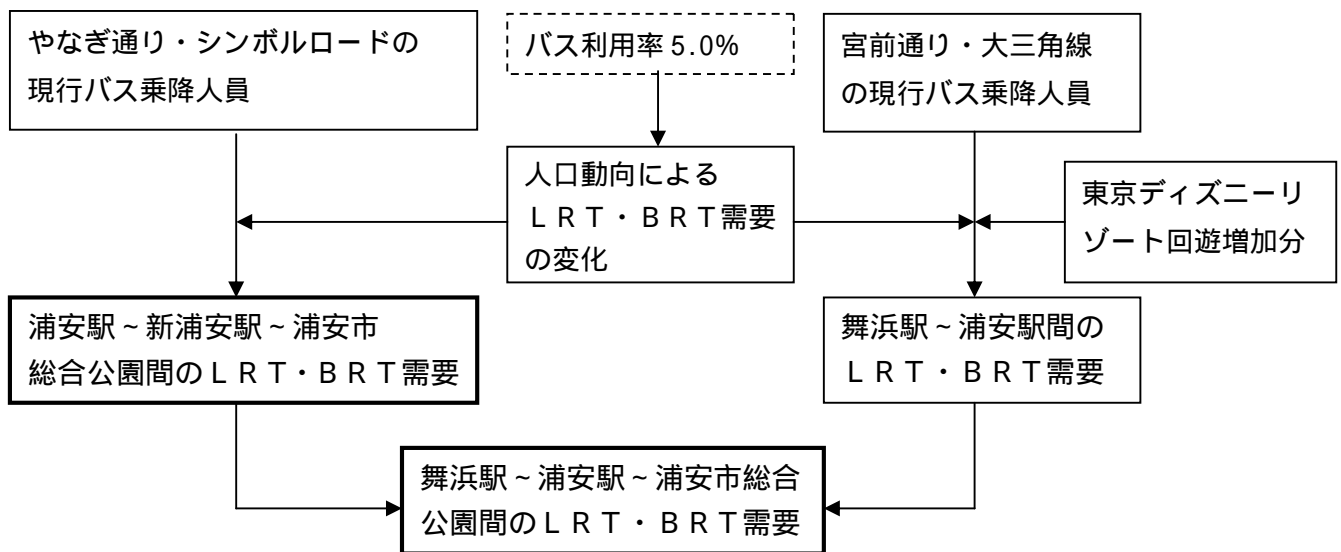 やなぎ通り・シンボルロードの
現行バス乗降人員
バス利用率 5.0%
宮前通り・大三角線
の現行バス乗降人員
人口動向による
ＬＲＴ・ＢＲＴ需要
の変化
東京ディズニーリ
ゾート回遊増加分
浦安駅～新浦安駅～浦安市
総合公園間のＬＲＴ・ＢＲＴ需要
舞浜駅～浦安駅間の
ＬＲＴ・ＢＲＴ需要
舞浜駅～浦安駅～浦安市総合
公園間のＬＲＴ・ＢＲＴ需要